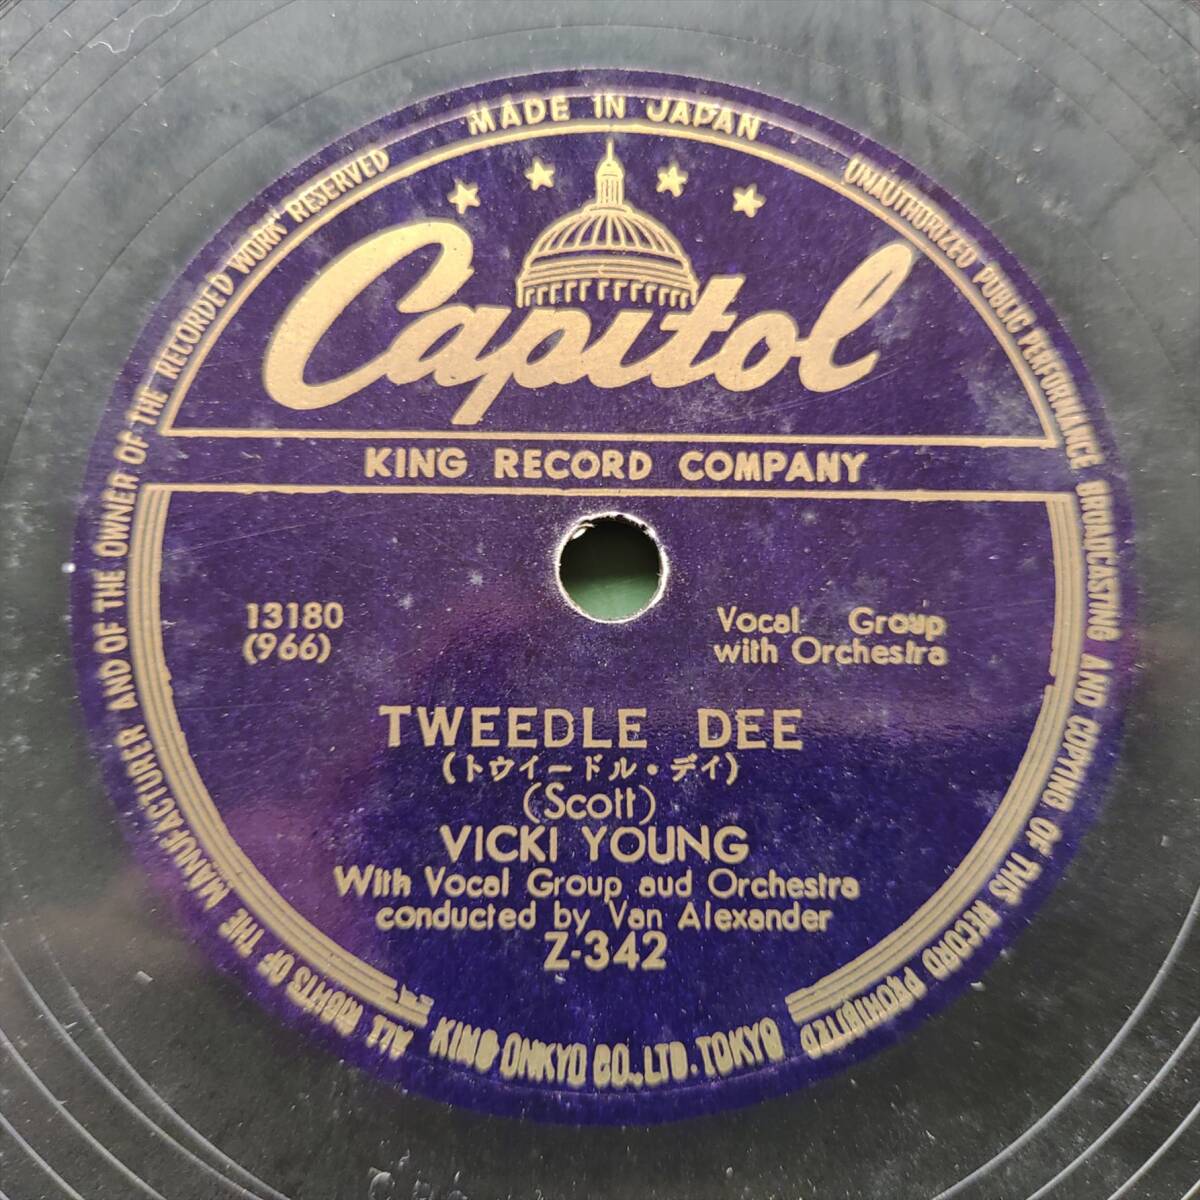 MADE IN JAPAN
ALL RIGHTS OF THE MANUFACTURER AND OF THE OWNER OF THE RECORDED WORK RESERVED
UNAUTHORIZED PUBLIC PERFORMANCE BROADCASTING AND COPYING OF THIS RECORD PROHIBITED
Capitol
KING RECORD COMPANY
13180
(966)
Vocal Group
with Orchestra
TWEEDLE DEE
(トウイードル・デイ)
(Scott)
VICKI YOUNG
With Vocal Group aud Orchestra
conducted by Van Alexander
Z-342
KING ONKYO CO., LTD. TOKYO